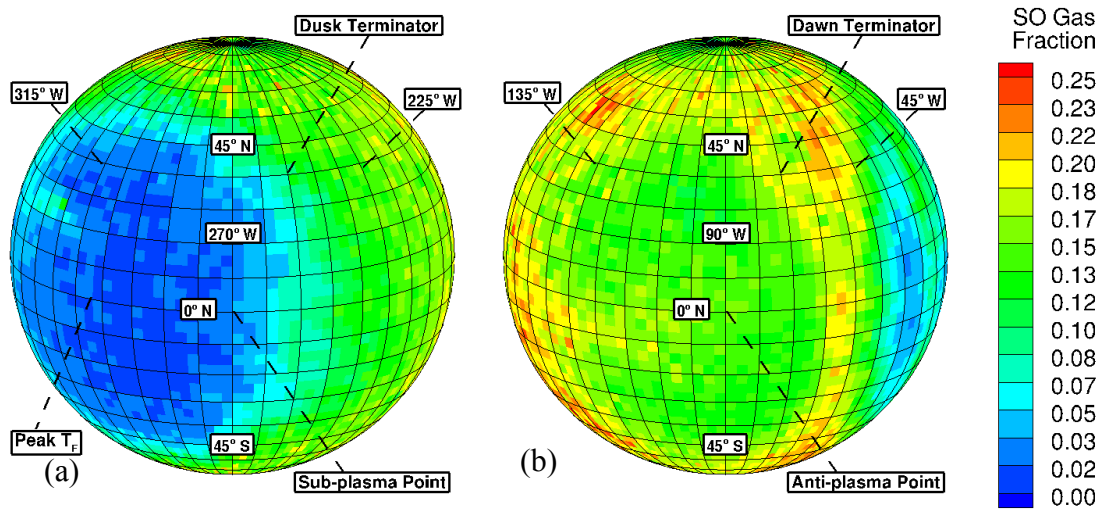 Dusk Terminator
315° W
225° W
45° N
270° W
0° N
Peak T_F
45° S
(a)
Sub-plasma Point
Dawn Terminator
135° W
45° W
45° N
90° W
0° N
45° S
(b)
Anti-plasma Point
SO Gas
Fraction
0.25
0.23
0.22
0.20
0.18
0.17
0.15
0.13
0.12
0.10
0.08
0.07
0.05
0.03
0.02
0.00